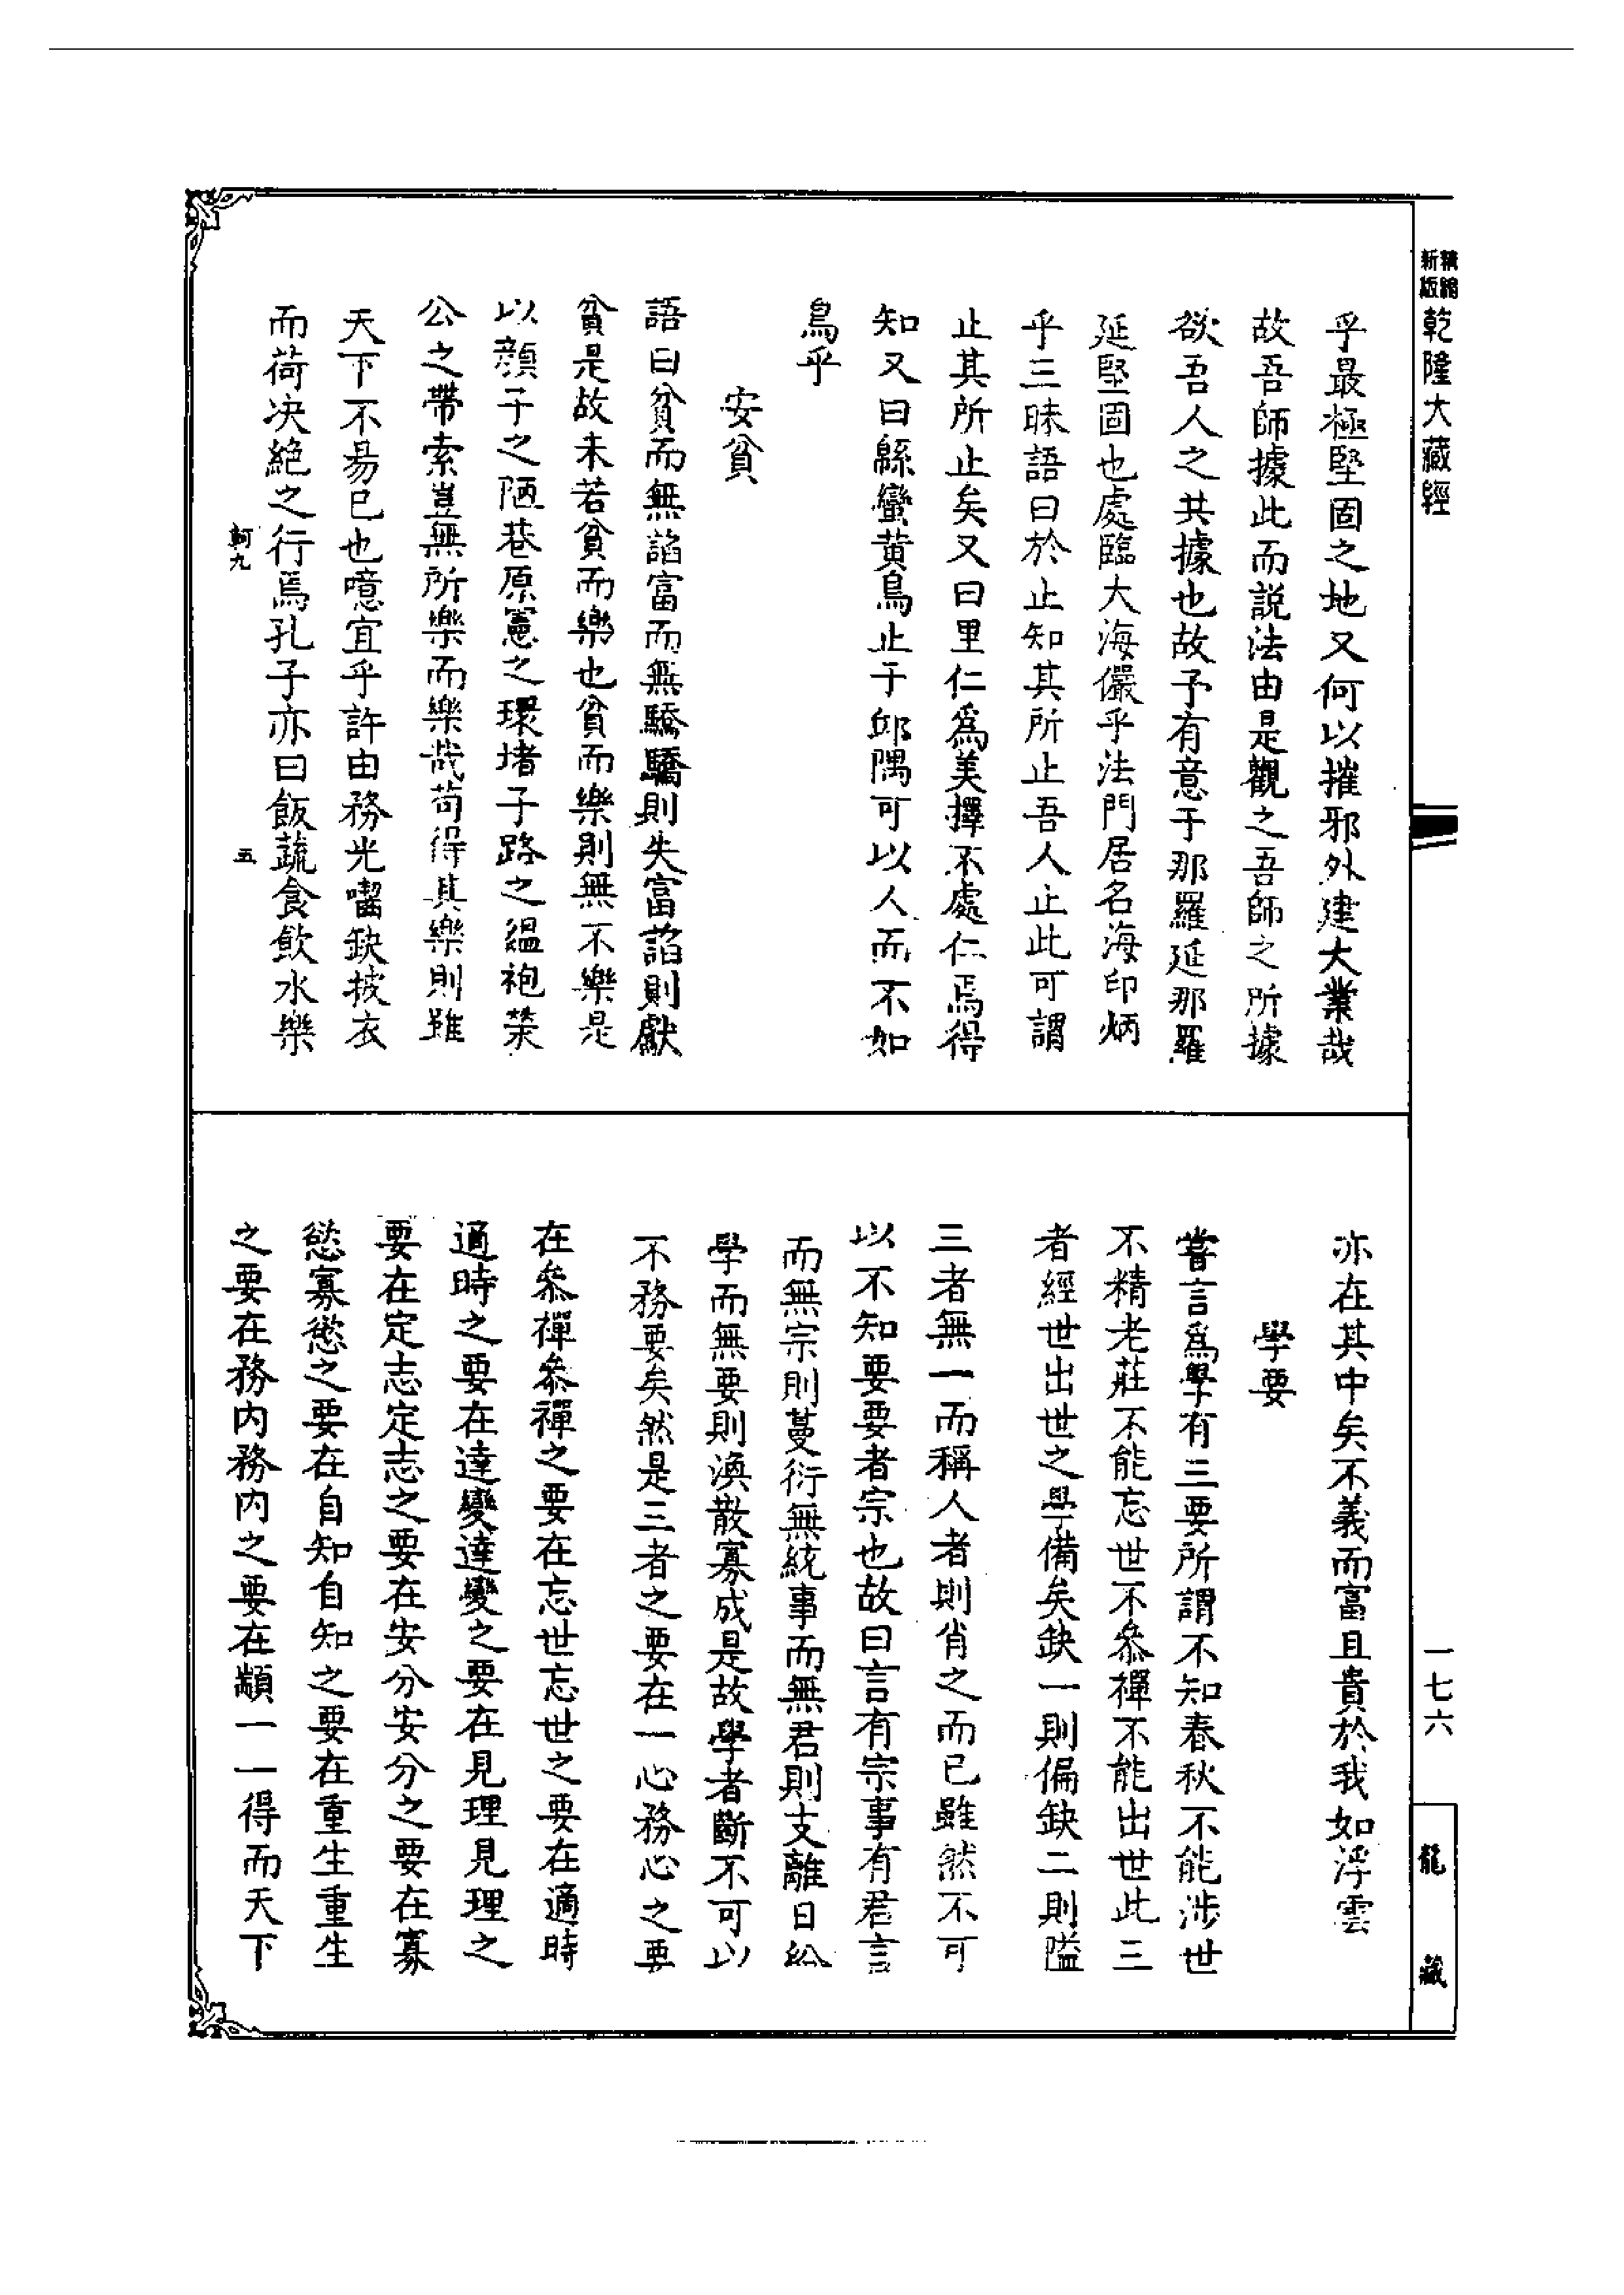 精縮
新版
乾隆大藏經
一七六
龍藏
乎最極堅固之地又何以摧邪外建大業哉
故吾師據此而説法由是觀之吾師之所據
欲吾人之共據也故予有意于那羅延那羅
延堅固也處臨大海儼乎法門居名海印炳
乎三昧語曰於止知其所止吾人止此可謂
止其所止矣又曰里仁爲美擇不處仁焉得
知又曰緜蠻黄鳥止于邱隅可以人而不如
鳥乎
安貧
語曰貧而無諂富而無驕驕則失富諂則獻
貧是故未若貧而樂也貧而樂則無不樂是
以顔子之陋巷原憲之環堵子路之緼袍榮
公之帶索豈無所樂而樂哉苟得其樂則雖
天下不易已也噫宜乎許由務光齧缺披衣
而荷决絶之行焉孔子亦曰飯蔬食飲水樂
軻九
五
亦在其中矣不義而富且貴於我如浮雲
學要
嘗言爲學有三要所謂不知春秋不能涉世
不精老莊不能忘世不叅禪不能出世此三
者經世出世之學備矣缺一則偏缺二則隘
三者無一而稱人者則肖之而已雖然不可
以不知要要者宗也故曰言有宗事有君言
而無宗則蔓衍無統事而無君則支離日紛
學而無要則渙散寡成是故學者斷不可以
不務要矣然是三者之要在一心務心之要
在叅禪叅禪之要在忘世忘世之要在適時
適時之要在達變達變之要在見理見理之
要在定志定志之要在安分安分之要在寡
慾寡慾之要在自知自知之要在重生重生
之要在務内務内之要在顓一一得而天下